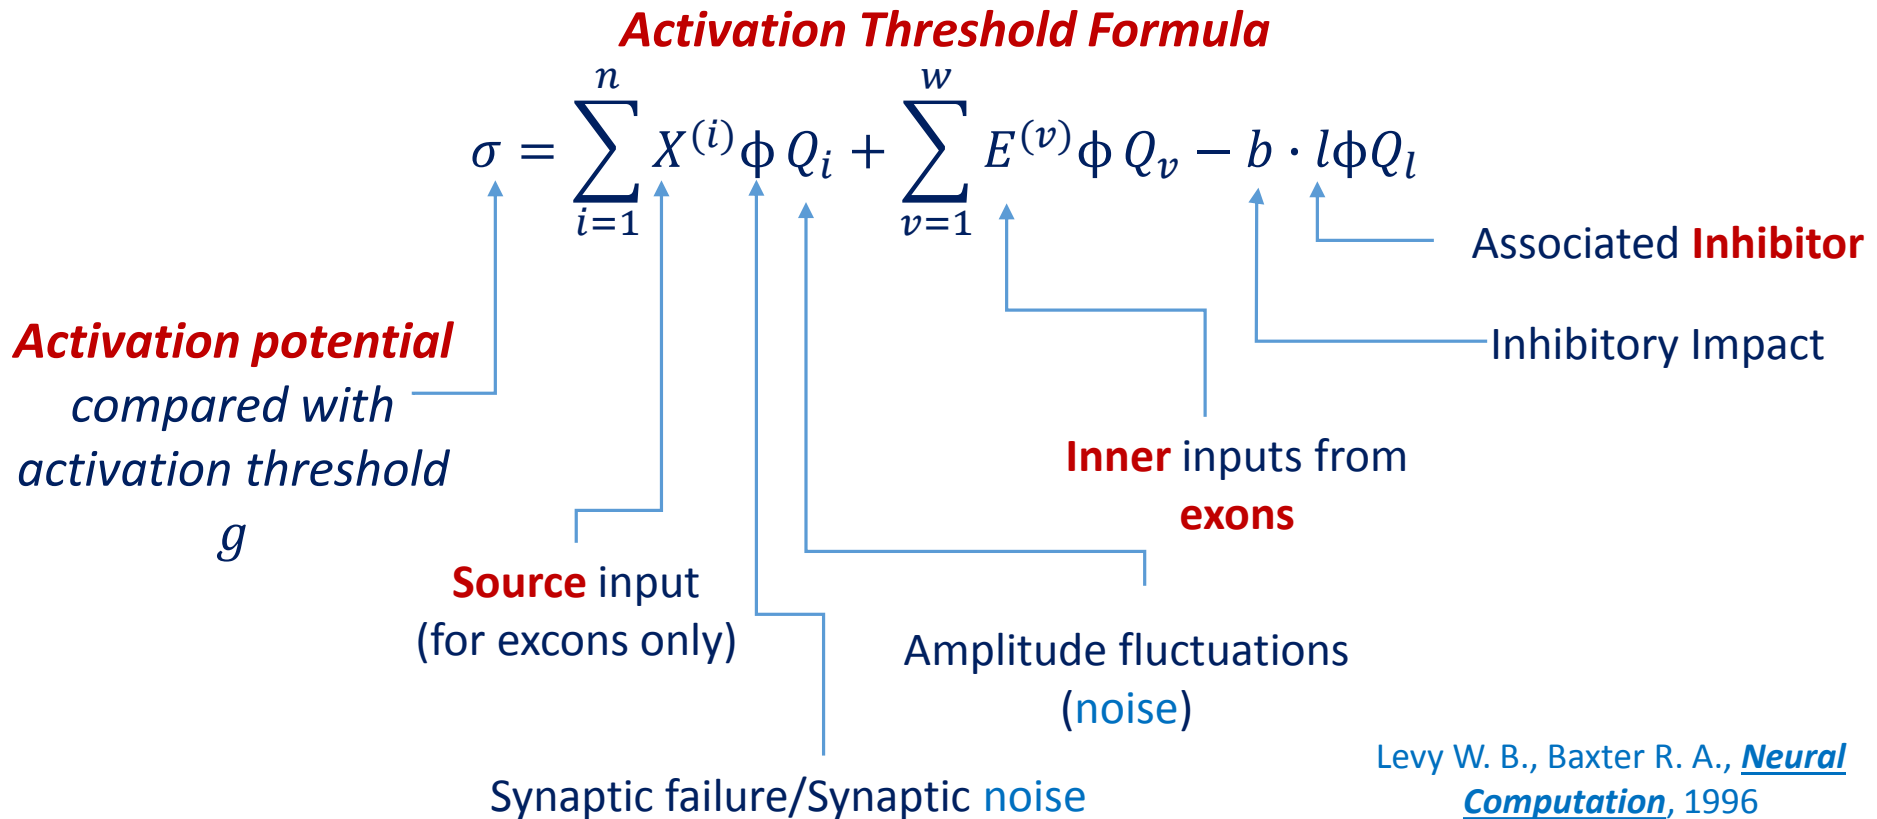 Activation Threshold Formula
σ = ∑_{i=1}^{n} X^{(i)} ϕ Q_i + ∑_{v=1}^{w} E^{(v)} ϕ Q_v − b · lϕQ_l
Associated Inhibitor
Activation potential
compared with
activation threshold
g
Inhibitory Impact
Inner inputs from
exons
Source input
(for excons only)
Amplitude fluctuations
(noise)
Synaptic failure/Synaptic noise
Levy W. B., Baxter R. A., Neural
Computation, 1996